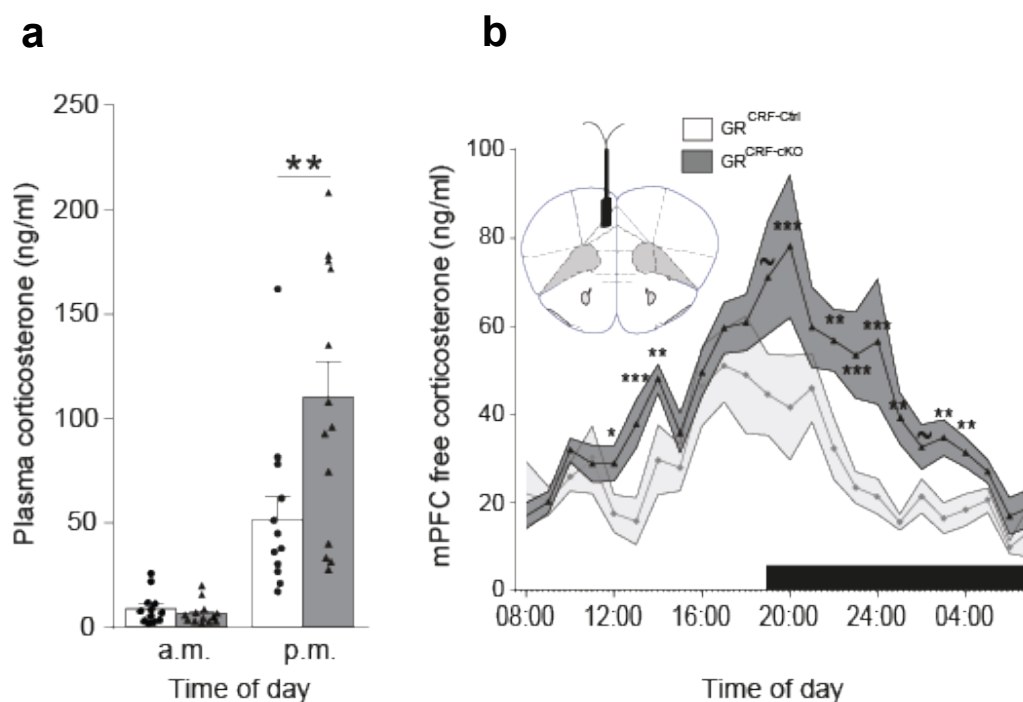 a
b
250
200
150
100
50
0
Plasma corticosterone (ng/ml)
**
a.m.
p.m.
Time of day
GR CRF-Ctrl
GR CRF-cKO
100
80
60
40
20
0
mPFC free corticosterone (ng/ml)
*
***
**
~
***
**
***
***
**
~
**
**
08:00 12:00 16:00 20:00 24:00 04:00
Time of day